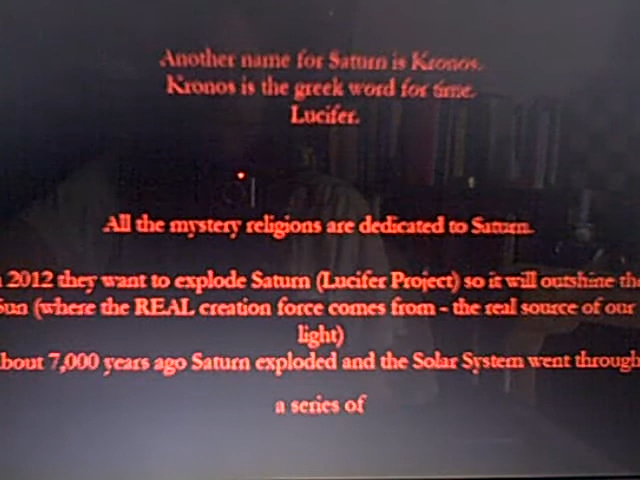 Another name for Saturn is Kronos.
Kronos is the greek word for time.
Lucifer.
All the mystery religions are dedicated to Saturn.
2012 they want to explode Saturn (Lucifer Project) so it will outshine
Sun (where the REAL creation force comes from - the real source of our
light)
bout 7,000 years ago Saturn exploded and the Solar System went through
a series of